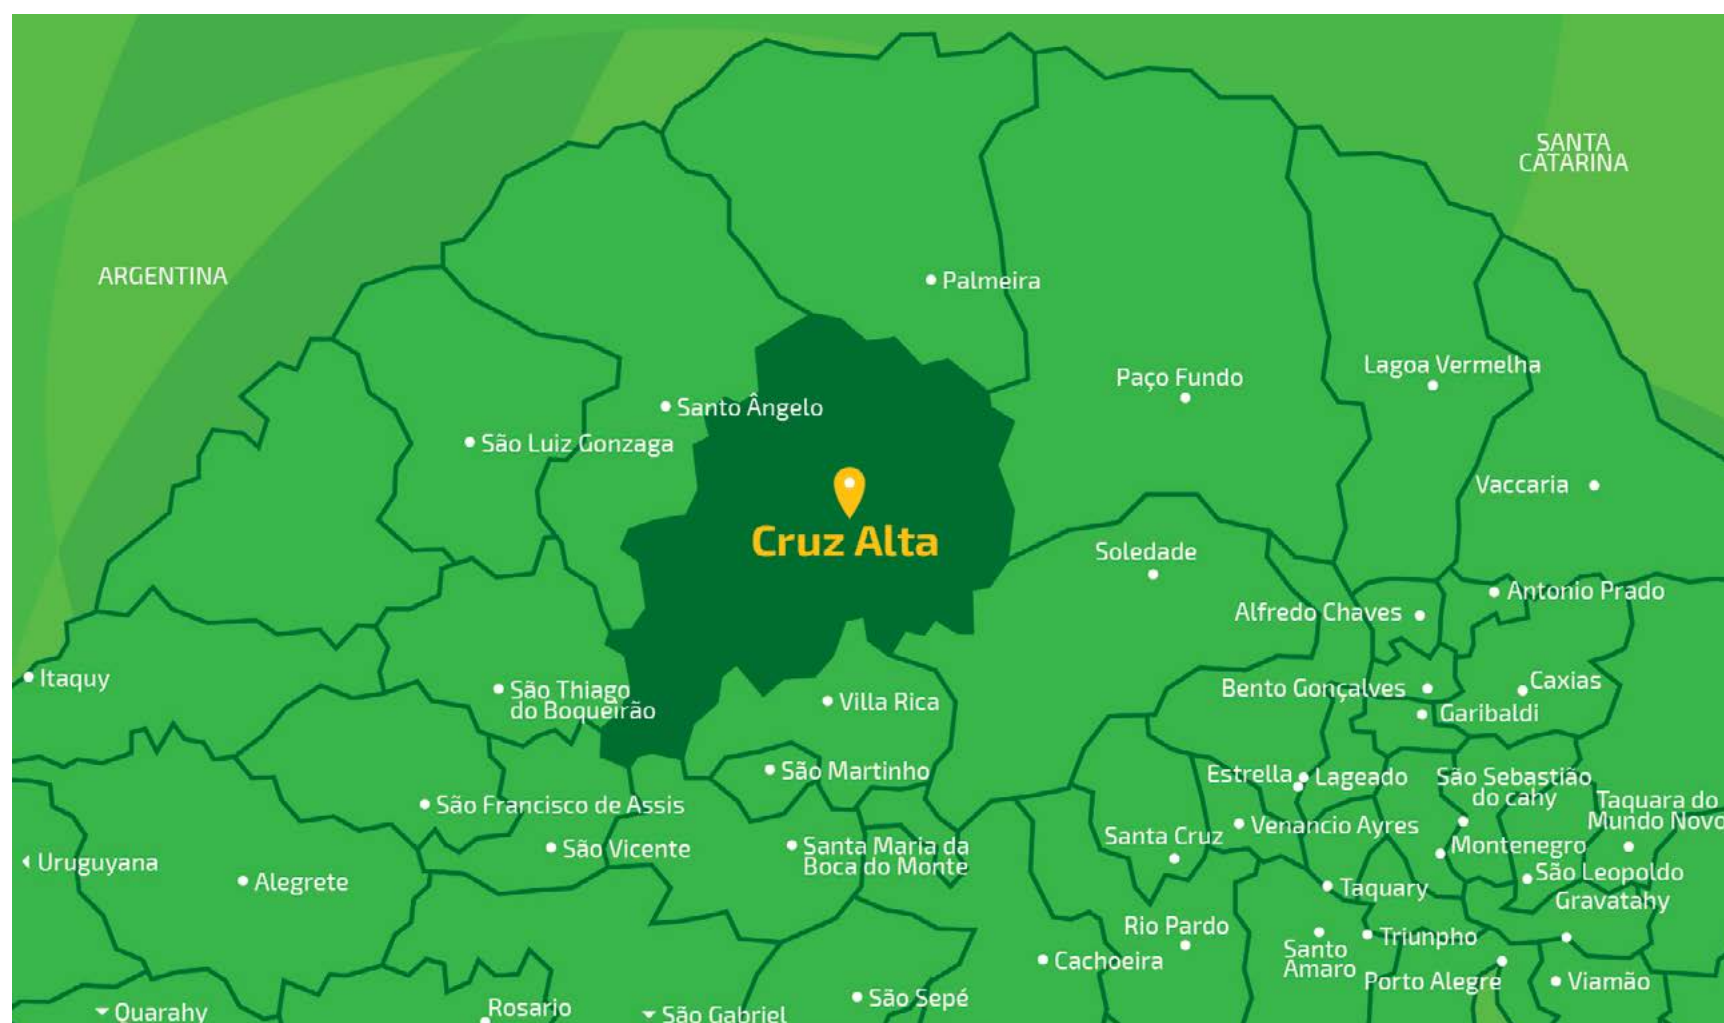 SANTA
CATARINA
ARGENTINA
Palmeira
Lagoa Vermelha
Paço Fundo
Santo Ângelo
São Luiz Gonzaga
Vaccaria
Cruz Alta
Soledade
Antonio Prado
Alfredo Chaves
Itaquy
São Thiago
do Boqueirão
Villa Rica
Bento Gonçalves
Caxias
Garibaldi
São Martinho
Estrella
Lageado
São Sebastião
do cahy
São Francisco de Assis
Taquara do
Mundo Novo
Venancio Ayres
Santa Cruz
São Vicente
Santa Maria da
Boca do Monte
Montenegro
Uruguyana
Alegrete
São Leopoldo
Taquary
Gravatahy
Rio Pardo
Triunpho
Santo
Amaro
Cachoeira
Porto Alegre
Viamão
São Sepé
Rosario
Quarahy
São Gabriel